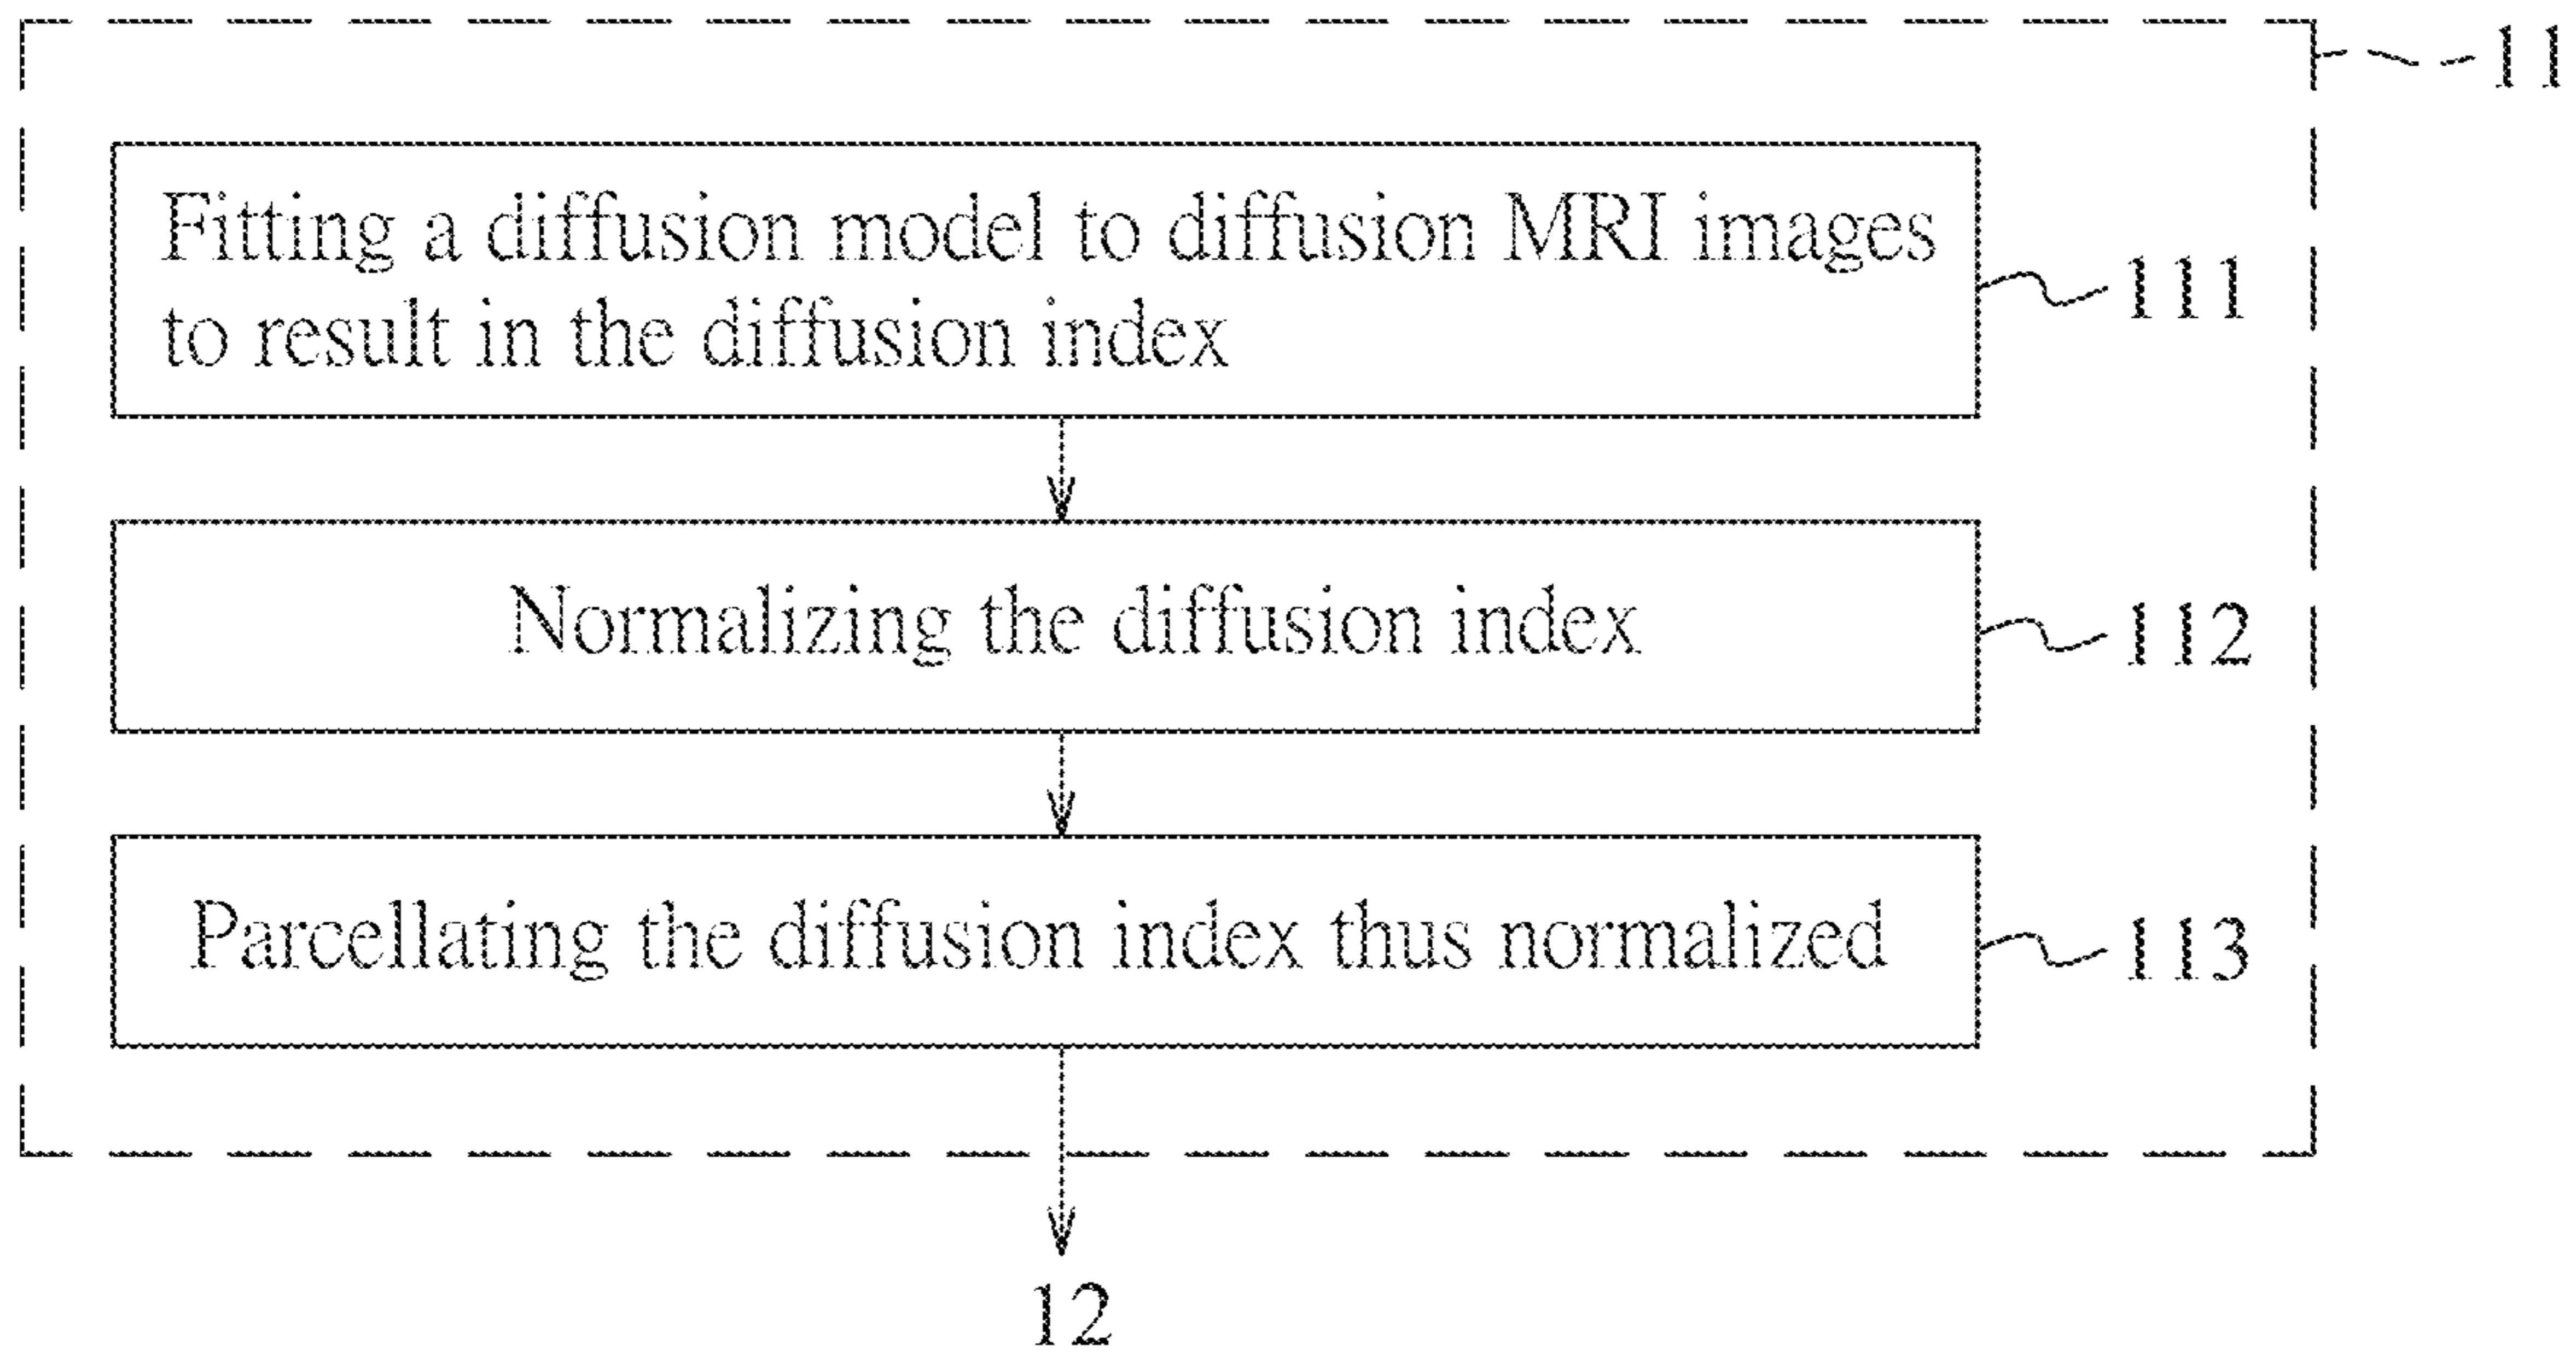 11
Fitting a diffusion model to diffusion MRI images
to result in the diffusion index
111
Normalizing the diffusion index
112
Parcellating the diffusion index thus normalized
113
12